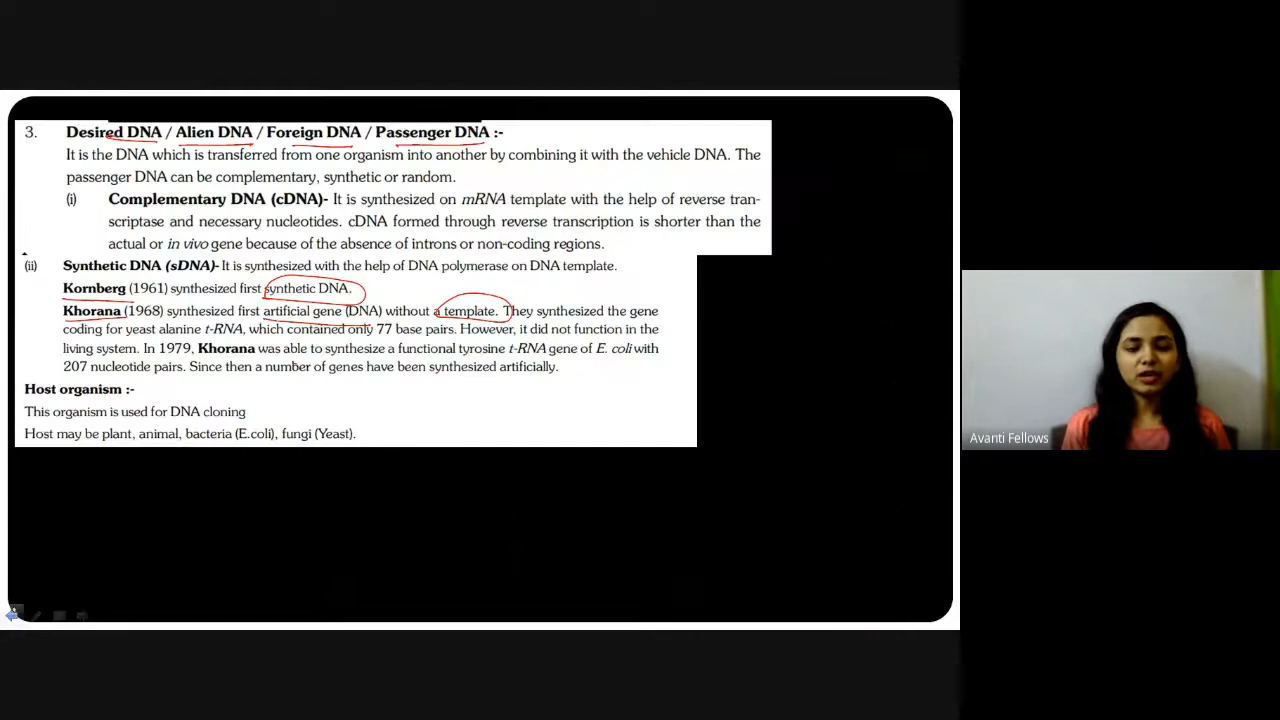 3. Desired DNA / Alien DNA / Foreign DNA / Passenger DNA :-
It is the DNA which is transferred from one organism into another by combining it with the vehicle DNA. The
passenger DNA can be complementary, synthetic or random.
(i) Complementary DNA (cDNA)- It is synthesized on mRNA template with the help of reverse tran-
scriptase and necessary nucleotides. cDNA formed through reverse transcription is shorter than the
actual or in vivo gene because of the absence of introns or non-coding regions.
(ii) Synthetic DNA (sDNA)- It is synthesized with the help of DNA polymerase on DNA template.
Kornberg (1961) synthesized first synthetic DNA.
Khorana (1968) synthesized first artificial gene (DNA) without a template. They synthesized the gene
coding for yeast alanine t-RNA, which contained only 77 base pairs. However, it did not function in the
living system. In 1979, Khorana was able to synthesize a functional tyrosine t-RNA gene of E. coli with
207 nucleotide pairs. Since then a number of genes have been synthesized artificially.
Host organism :-
This organism is used for DNA cloning
Host may be plant, animal, bacteria (E.coli), fungi (Yeast).
Avanti Fellows